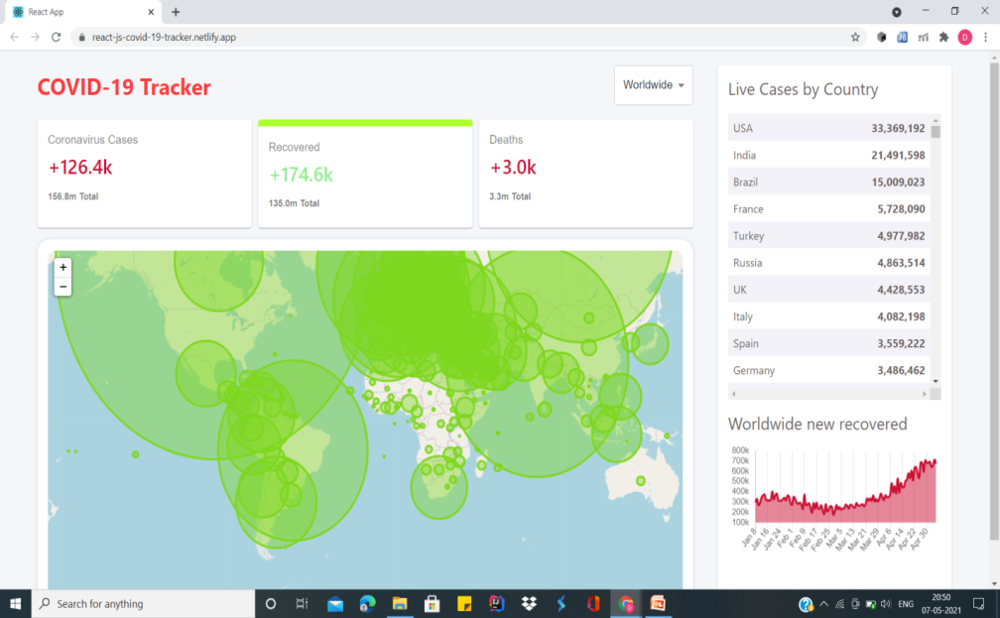 React App
react-js-covid-19-tracker.netlify.app
D
COVID-19 Tracker
Worldwide
Coronavirus Cases
+126.4k
156.8m Total
Recovered
+174.6k
135.0m Total
Deaths
+3.0k
3.3m Total
+
−
Live Cases by Country
USA 33,369,192
India 21,491,598
Brazil 15,009,023
France 5,728,090
Turkey 4,977,982
Russia 4,863,514
UK 4,428,553
Italy 4,082,198
Spain 3,559,222
Germany 3,486,462
Worldwide new recovered
800k
700k
600k
500k
400k
300k
200k
100k
Jan 8
Jan 16
Jan 24
Feb 1
Feb 9
Feb 17
Feb 25
Mar 5
Mar 13
Mar 21
Mar 29
Apr 6
Apr 14
Apr 22
Apr 30
Search for anything
ENG
20:50
07-05-2021